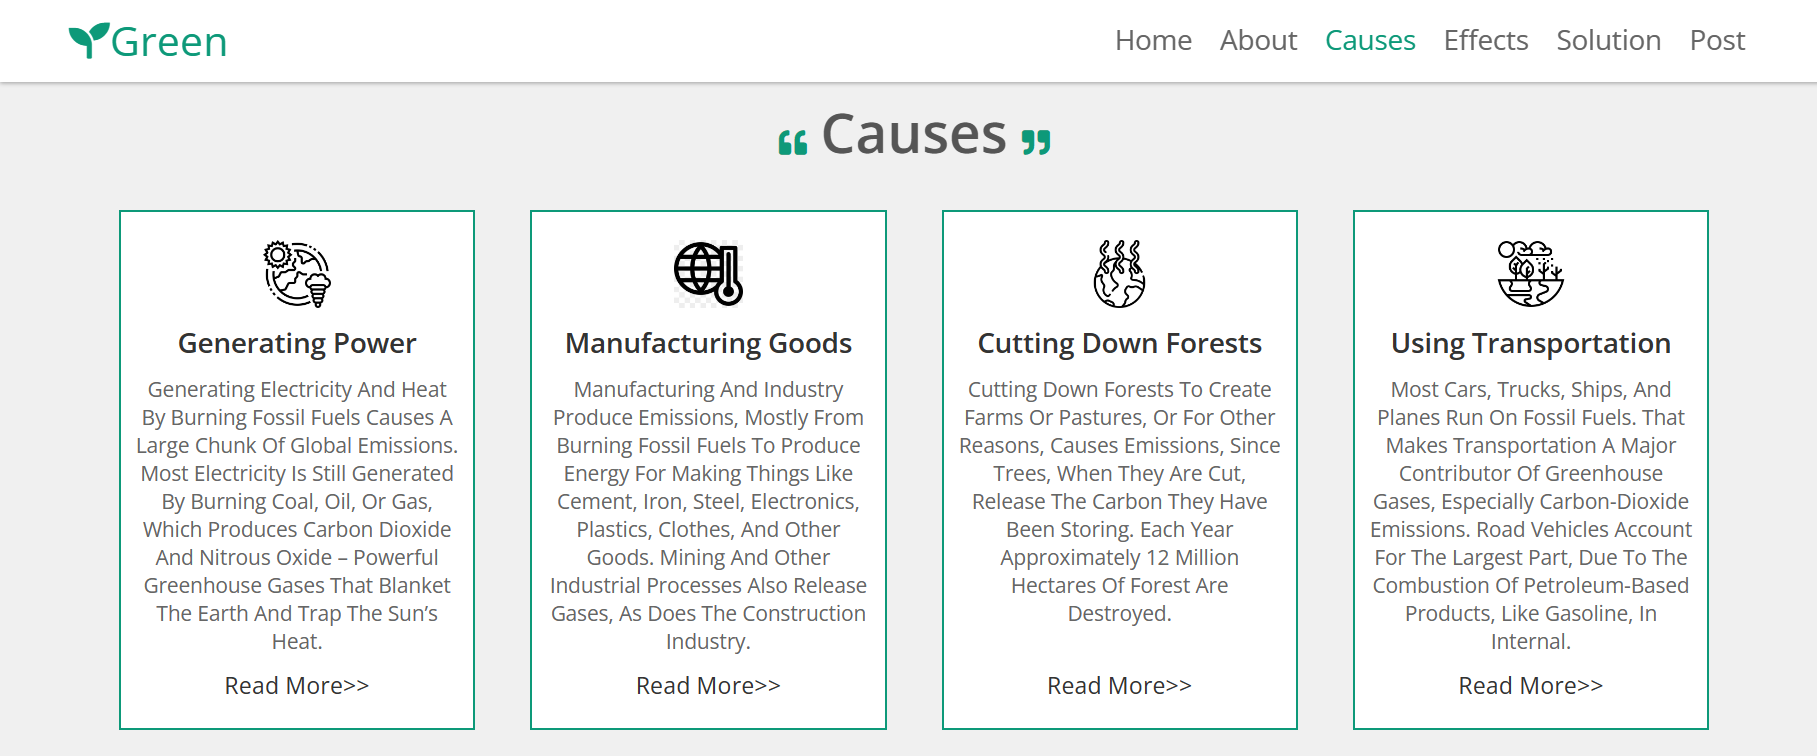 Green
Home About Causes Effects Solution Post
“ Causes ”
Generating Power
Generating Electricity And Heat
By Burning Fossil Fuels Causes A
Large Chunk Of Global Emissions.
Most Electricity Is Still Generated
By Burning Coal, Oil, Or Gas,
Which Produces Carbon Dioxide
And Nitrous Oxide – Powerful
Greenhouse Gases That Blanket
The Earth And Trap The Sun’s
Heat.
Read More>>
Manufacturing Goods
Manufacturing And Industry
Produce Emissions, Mostly From
Burning Fossil Fuels To Produce
Energy For Making Things Like
Cement, Iron, Steel, Electronics,
Plastics, Clothes, And Other
Goods. Mining And Other
Industrial Processes Also Release
Gases, As Does The Construction
Industry.
Read More>>
Cutting Down Forests
Cutting Down Forests To Create
Farms Or Pastures, Or For Other
Reasons, Causes Emissions, Since
Trees, When They Are Cut,
Release The Carbon They Have
Been Storing. Each Year
Approximately 12 Million
Hectares Of Forest Are
Destroyed.
Read More>>
Using Transportation
Most Cars, Trucks, Ships, And
Planes Run On Fossil Fuels. That
Makes Transportation A Major
Contributor Of Greenhouse
Gases, Especially Carbon-Dioxide
Emissions. Road Vehicles Account
For The Largest Part, Due To The
Combustion Of Petroleum-Based
Products, Like Gasoline, In
Internal.
Read More>>